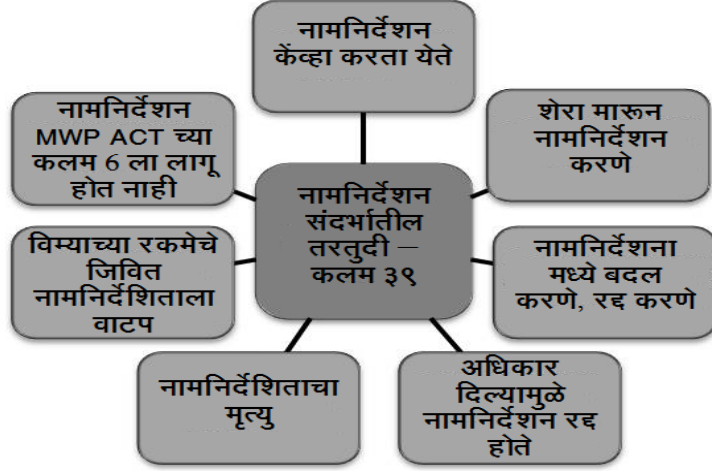 नामनिर्देशन
केंव्हा करता येते
शेरा मारून
नामनिर्देशन
करणे
नामनिर्देशना
मध्ये बदल
करणे, रद्द करणे
अधिकार
दिल्यामुळे
नामनिर्देशन रद्द
होते
नामनिर्देशिताचा
मृत्यु
विम्याच्या रकमेचे
जिवित
नामनिर्देशिताला
वाटप
नामनिर्देशन
MWP ACT च्या
कलम 6 ला लागू
होत नाही
नामनिर्देशन
संदर्भातील
तरतुदी –
कलम ३९